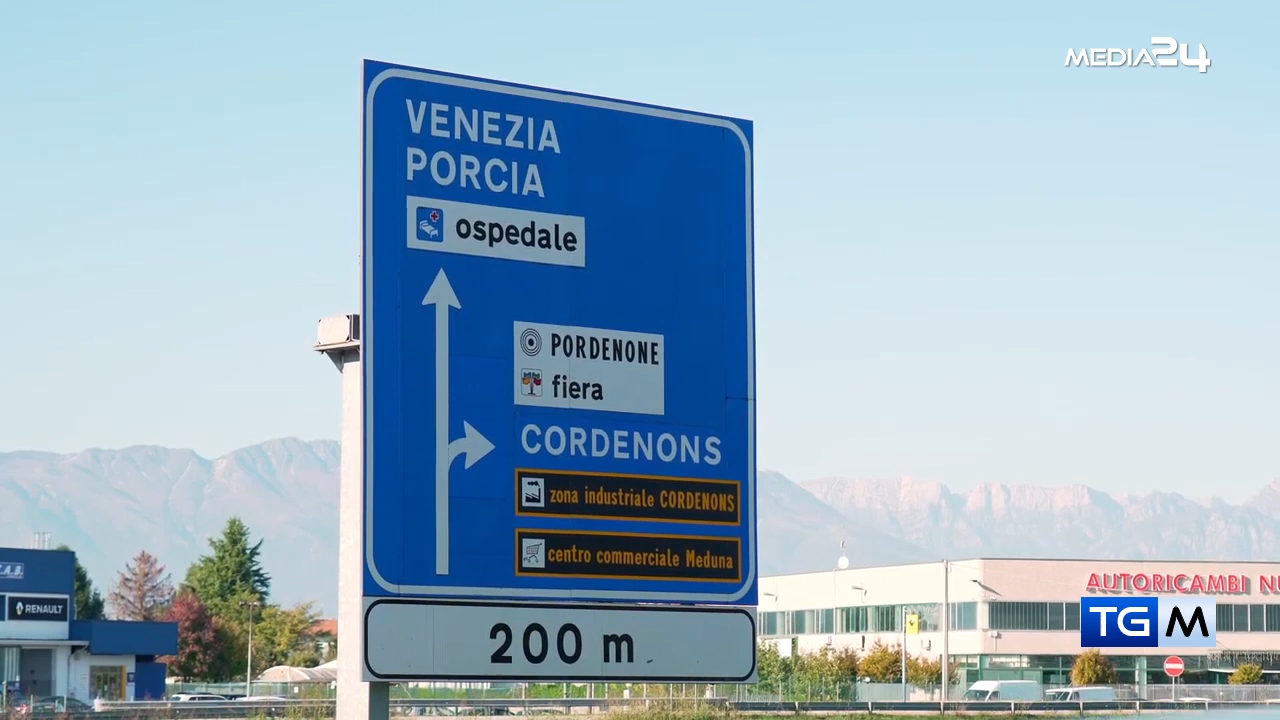 MEDIA24
VENEZIA
PORCIA
ospedale
PORDENONE
fiera
CORDENONS
zona industriale CORDENONS
centro commerciale Meduna
200 m
RENAULT
AUTORICAMBI
TGM